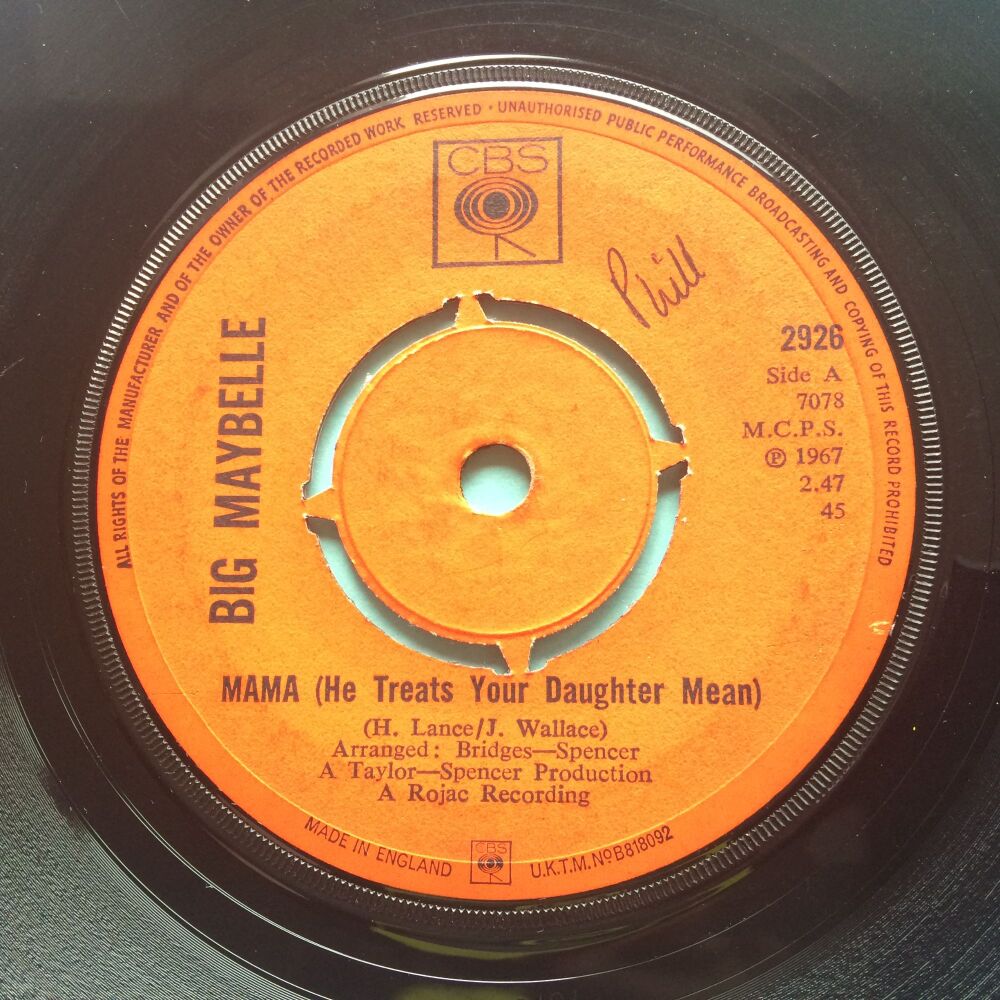 ALL RIGHTS OF THE MANUFACTURER AND OF THE OWNER OF THE RECORDED WORK RESERVED · UNAUTHORISED PUBLIC PERFORMANCE BROADCASTING AND COPYING OF THIS RECORD PROHIBITED
CBS
Phill
BIG MAYBELLE
2926
Side A
7078
M.C.P.S.
℗ 1967
2.47
45
MAMA (He Treats Your Daughter Mean)
(H. Lance/J. Wallace)
Arranged: Bridges—Spencer
A Taylor—Spencer Production
A Rojac Recording
MADE IN ENGLAND CBS U.K.T.M. No B818092